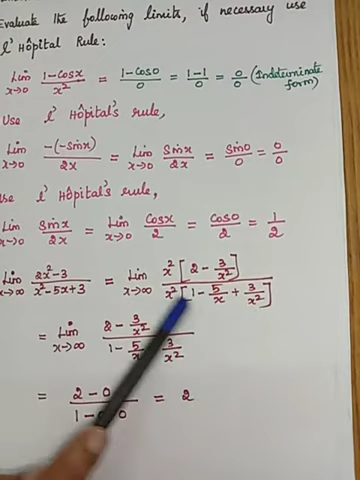 Evaluate the following limits, if necessary use
l' Hôpital Rule:
Lim x→0 (1-cosx)/x² = (1-cos0)/0 = (1-1)/0 = 0/0 (Indeterminate form)
Use l' Hôpital's rule,
Lim x→0 -(-sinx)/2x = Lim x→0 sinx/2x = sin0/0 = 0/0
Use l' Hôpital's rule,
Lim x→0 sinx/2x = Lim x→0 cosx/2 = cos0/2 = 1/2
Lim x→∞ (2x²-3)/(x²-5x+3) = Lim x→∞ x²[2-3/x²]/x²[1-5/x+3/x²]
= Lim x→∞ (2-3/x²)/(1-5/x 3/x²)
= (2-0)/(1-0 0) = 2